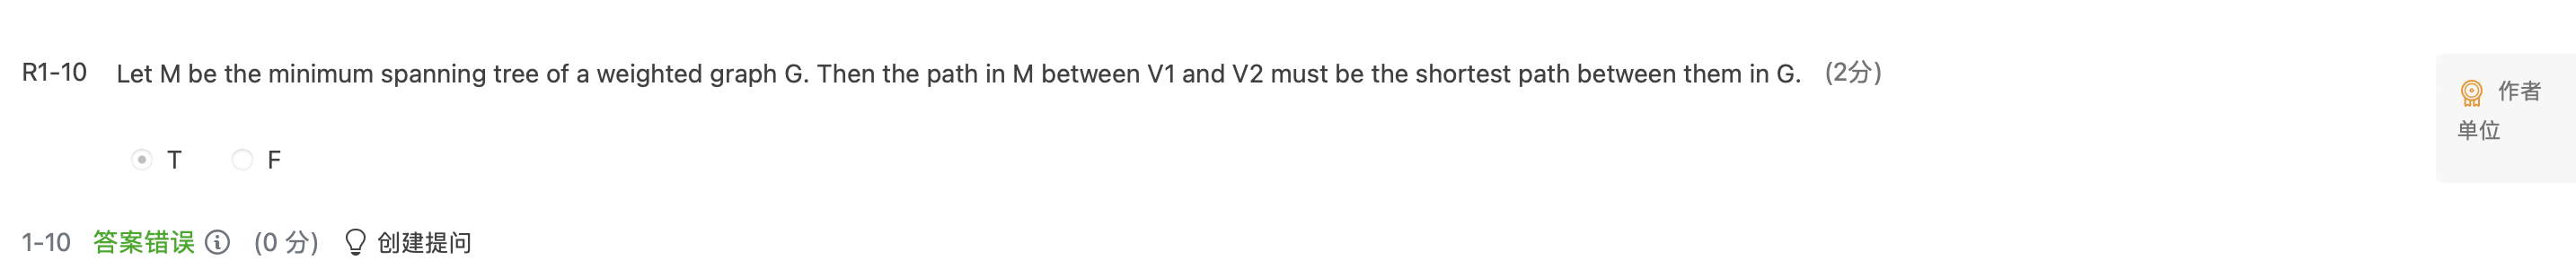 R1-10 Let M be the minimum spanning tree of a weighted graph G. Then the path in M between V1 and V2 must be the shortest path between them in G. (2分)
作者
单位
T F
1-10 答案错误 (0 分) 创建提问